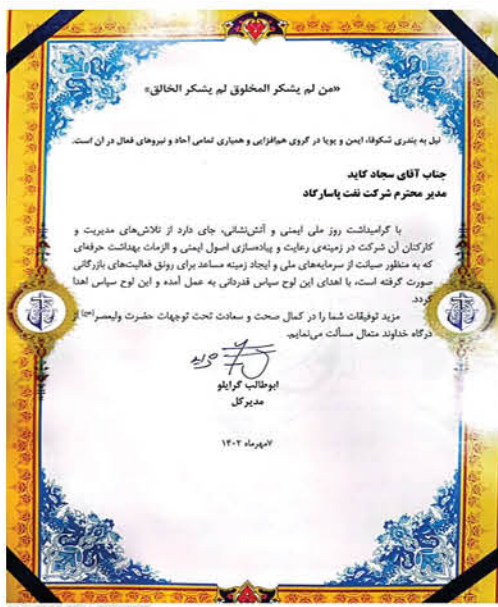 «من لم یشکر المخلوق لم یشکر الخالق»
نیل به بندری شکوفا، ایمن و پویا در گروی هم‌افزایی و همیاری تمامی آحاد و نیروهای فعال در آن است.
جناب آقای سجاد کاید
مدیر محترم شرکت نفت پاسارگاد
با گرامیداشت روز ملی ایمنی و آتش‌نشانی، جای دارد از تلاش‌های مدیریت و
کارکنان آن شرکت در زمینه‌ی رعایت و پیاده‌سازی اصول ایمنی و الزامات بهداشت حرفه‌ای
که به منظور صیانت از سرمایه‌های ملی و ایجاد زمینه مساعد برای رونق فعالیت‌های بازرگانی
صورت گرفته است، با اهدای این لوح سپاس قدردانی به عمل آمده و این لوح سپاس اهدا
گردد.
مزید توفیقات شما را در کمال صحت و سعادت تحت توجهات حضرت ولیعصر(عج) از
درگاه خداوند متعال مسألت می‌نمایم.
ابوطالب گرایلو
مدیرکل
۷مهرماه ۱۴۰۲